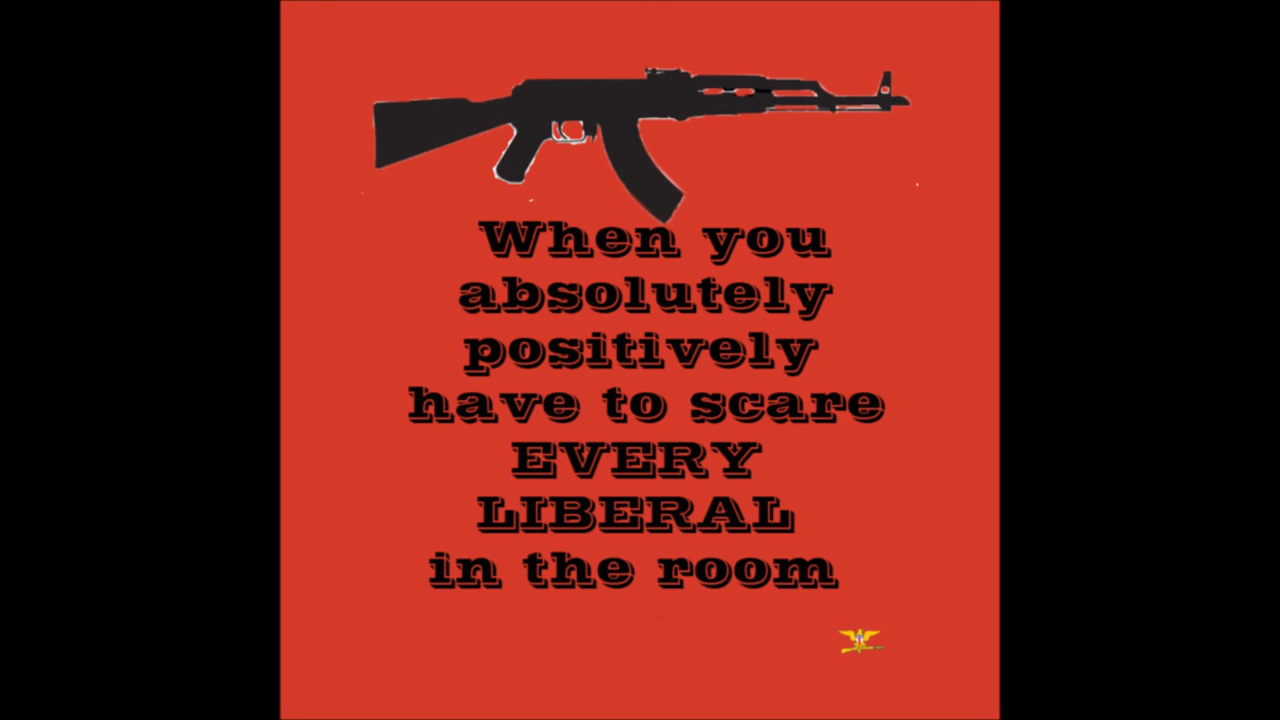 When you
absolutely
positively
have to scare
EVERY
LIBERAL
in the room